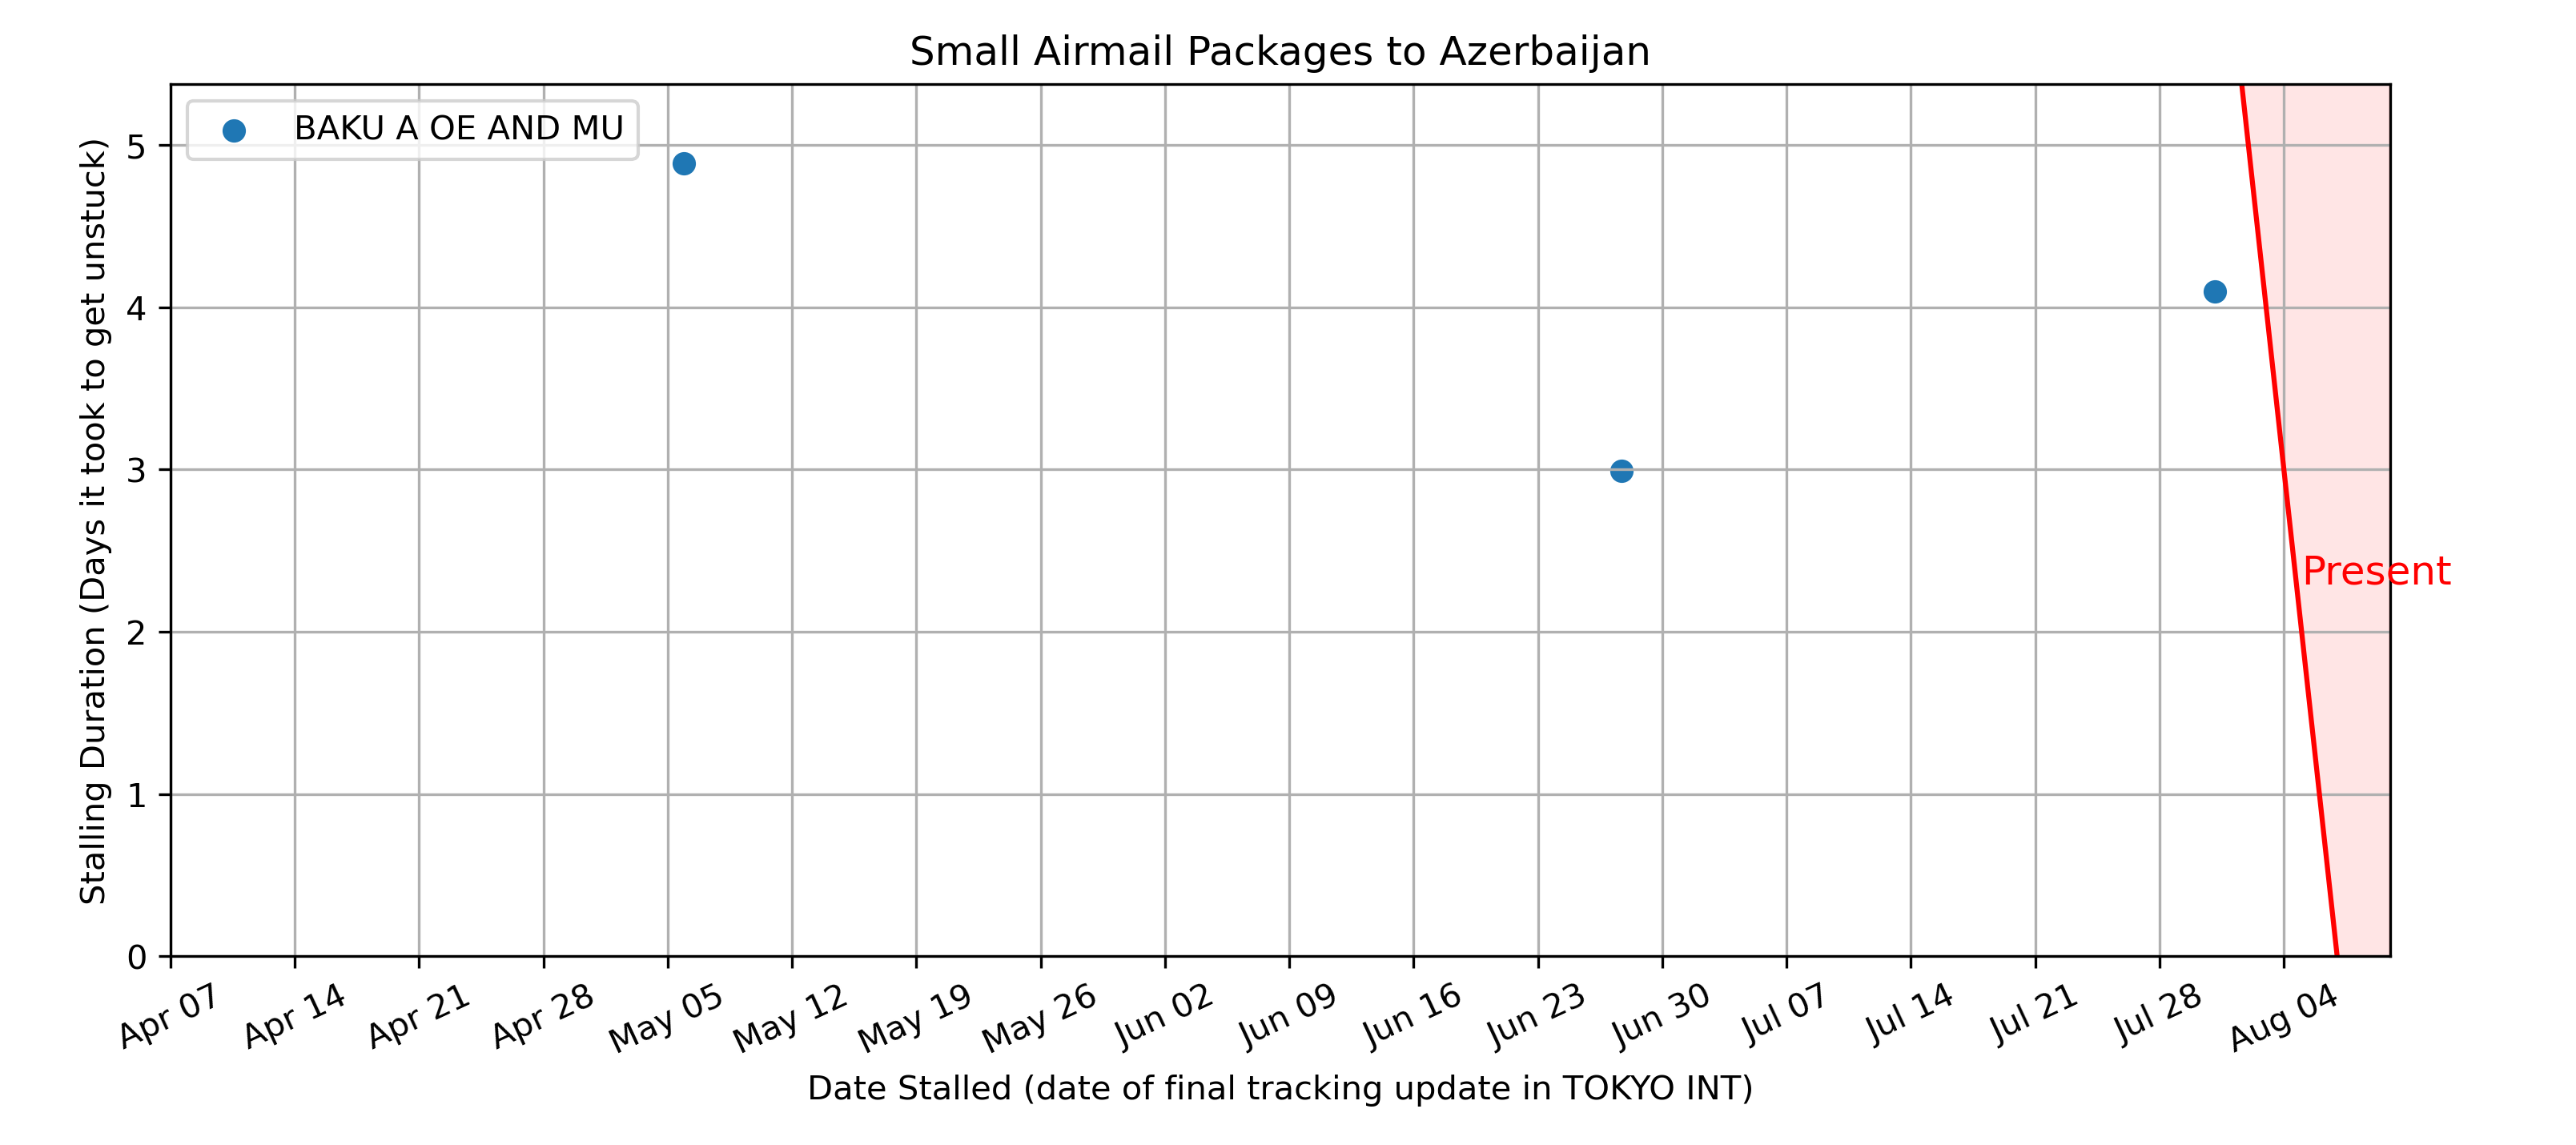 Small Airmail Packages to Azerbaijan
BAKU A OE AND MU
Stalling Duration (Days it took to get unstuck)
5
4
3
2
1
0
Present
Apr 07
Apr 14
Apr 21
Apr 28
May 05
May 12
May 19
May 26
Jun 02
Jun 09
Jun 16
Jun 23
Jun 30
Jul 07
Jul 14
Jul 21
Jul 28
Aug 04
Date Stalled (date of final tracking update in TOKYO INT)